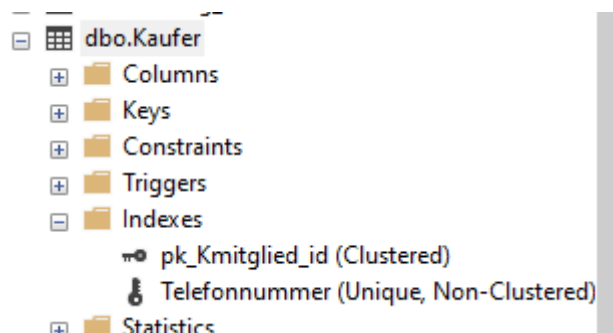 dbo.Kaufer
Columns
Keys
Constraints
Triggers
Indexes
pk_Kmitglied_id (Clustered)
Telefonnummer (Unique, Non-Clustered)
Statistics